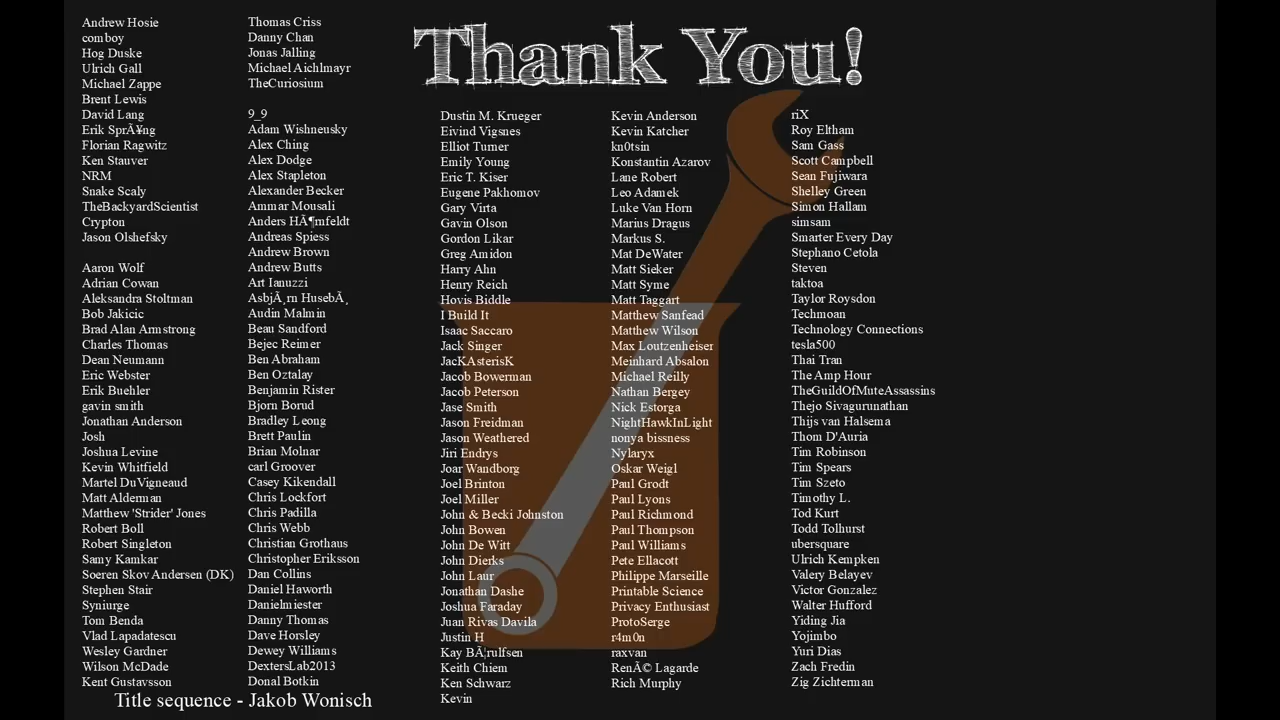 Thank You!
Andrew Hosie
comboy
Hog Duske
Ulrich Gall
Michael Zappe
Brent Lewis
David Lang
Erik SprÃ¥ng
Florian Ragwitz
Ken Stauver
NRM
Snake Scaly
TheBackyardScientist
Crypton
Jason Olshefsky
Aaron Wolf
Adrian Cowan
Aleksandra Stoltman
Bob Jakicic
Brad Alan Armstrong
Charles Thomas
Dean Neumann
Eric Webster
Erik Buehler
gavin smith
Jonathan Anderson
Josh
Joshua Levine
Kevin Whitfield
Martel DuVigneaud
Matt Alderman
Matthew 'Strider' Jones
Robert Boll
Robert Singleton
Samy Kamkar
Soeren Skov Andersen (DK)
Stephen Stair
Syniurge
Tom Benda
Vlad Lapadatescu
Wesley Gardner
Wilson McDade
Kent Gustavsson
Thomas Criss
Danny Chan
Jonas Jalling
Michael Aichlmayr
TheCuriosium
9_9
Adam Wishneusky
Alex Ching
Alex Dodge
Alex Stapleton
Alexander Becker
Ammar Mousali
Anders HÃ¶mfeldt
Andreas Spiess
Andrew Brown
Andrew Butts
Art Ianuzzi
AsbjÃ¸rn HusebÃ¸
Audin Malmin
Beau Sandford
Bejec Reimer
Ben Abraham
Ben Oztalay
Benjamin Rister
Bjorn Borud
Bradley Leong
Brett Paulin
Brian Molnar
carl Groover
Casey Kikendall
Chris Lockfort
Chris Padilla
Chris Webb
Christian Grothaus
Christopher Eriksson
Dan Collins
Daniel Haworth
Danielmiester
Danny Thomas
Dave Horsley
Dewey Williams
DextersLab2013
Donal Botkin
Dustin M. Krueger
Eivind Vigsnes
Elliot Turner
Emily Young
Eric T. Kiser
Eugene Pakhomov
Gary Virta
Gavin Olson
Gordon Likar
Greg Amidon
Harry Ahn
Henry Reich
Hovis Biddle
I Build It
Isaac Saccaro
Jack Singer
JacKAsterisK
Jacob Bowerman
Jacob Peterson
Jase Smith
Jason Freidman
Jason Weathered
Jiri Endrys
Joar Wandborg
Joel Brinton
Joel Miller
John & Becki Johnston
John Bowen
John De Witt
John Dierks
John Laur
Jonathan Dashe
Joshua Faraday
Juan Rivas Davila
Justin H
Kay BÃ¦rulfsen
Keith Chiem
Ken Schwarz
Kevin
Kevin Anderson
Kevin Katcher
kn0tsin
Konstantin Azarov
Lane Robert
Leo Adamek
Luke Van Horn
Marius Dragus
Markus S.
Mat DeWater
Matt Sieker
Matt Syme
Matt Taggart
Matthew Sanfead
Matthew Wilson
Max Loutzenheiser
Meinhard Absalon
Michael Reilly
Nathan Bergey
Nick Estorga
NightHawkInLight
nonya bissness
Nylaryx
Oskar Weigl
Paul Grodt
Paul Lyons
Paul Richmond
Paul Thompson
Paul Williams
Pete Ellacott
Philippe Marseille
Printable Science
Privacy Enthusiast
ProtoSerge
r4m0n
raxvan
RenÃ© Lagarde
Rich Murphy
riX
Roy Eltham
Sam Gass
Scott Campbell
Sean Fujiwara
Shelley Green
Simon Hallam
simsam
Smarter Every Day
Stephano Cetola
Steven
taktoa
Taylor Roysdon
Techmoan
Technology Connections
tesla500
Thai Tran
The Amp Hour
TheGuildOfMuteAssassins
Thejo Sivagurunathan
Thijs van Halsema
Thom D'Auria
Tim Robinson
Tim Spears
Tim Szeto
Timothy L.
Tod Kurt
Todd Tolhurst
ubersquare
Ulrich Kempken
Valery Belayev
Victor Gonzalez
Walter Hufford
Yiding Jia
Yojimbo
Yuri Dias
Zach Fredin
Zig Zichterman
Title sequence - Jakob Wonisch